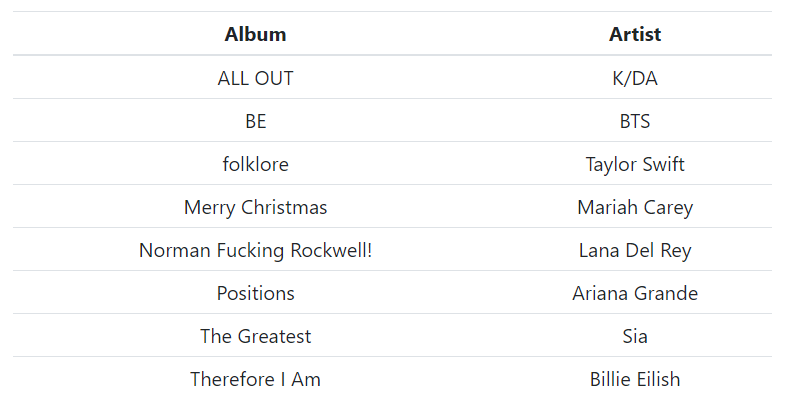 Album Artist
ALL OUT K/DA
BE BTS
folklore Taylor Swift
Merry Christmas Mariah Carey
Norman Fucking Rockwell! Lana Del Rey
Positions Ariana Grande
The Greatest Sia
Therefore I Am Billie Eilish